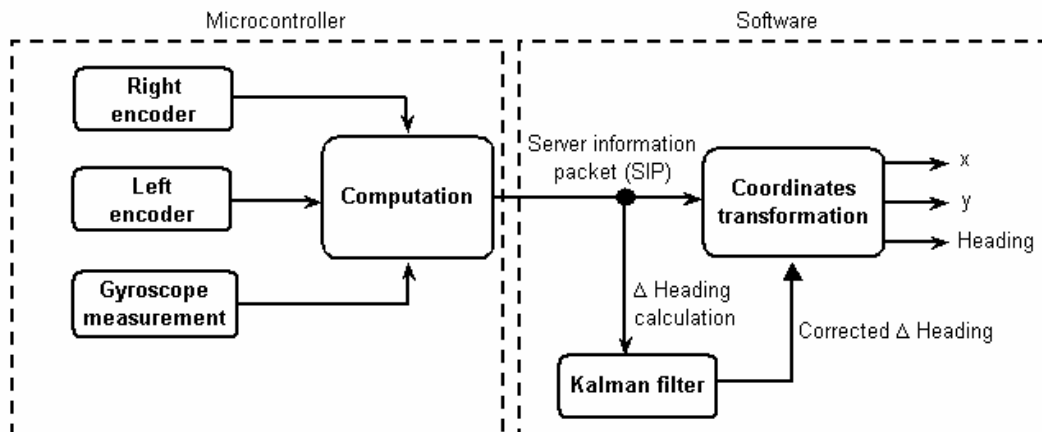 Microcontroller
Software
Right
encoder
Left
encoder
Gyroscope
measurement
Computation
Server information
packet (SIP)
Coordinates
transformation
x
y
Heading
Δ Heading
calculation
Kalman filter
Corrected Δ Heading